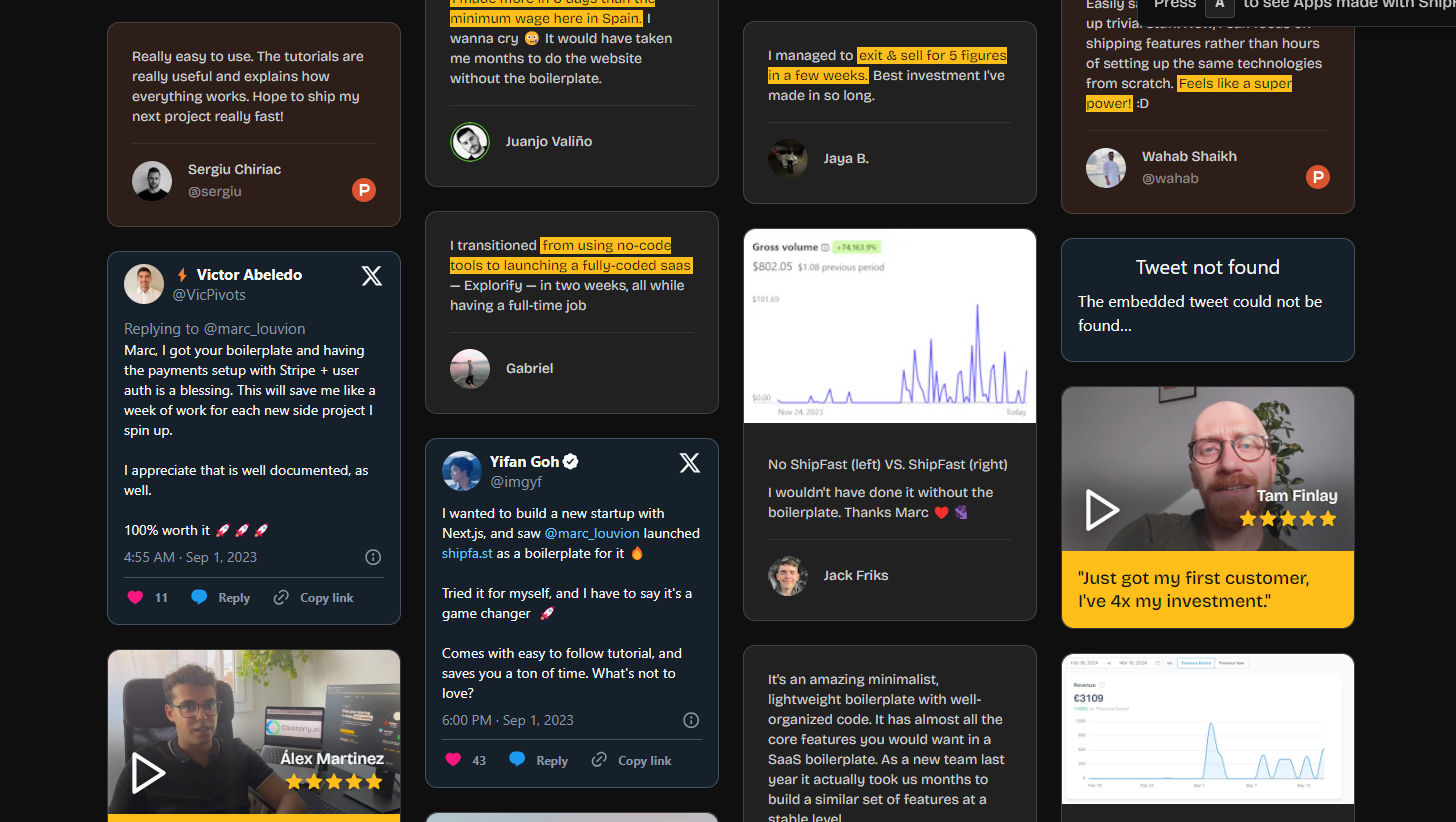 Really easy to use. The tutorials are
really useful and explains how
everything works. Hope to ship my
next project really fast!
Sergiu Chiriac
@sergiu
P
Victor Abeledo
@VicPivots
Replying to @marc_louvion
Marc, I got your boilerplate and having
the payments setup with Stripe + user
auth is a blessing. This will save me like a
week of work for each new side project I
spin up.
I appreciate that is well documented, as
well.
100% worth it 🚀 🚀 🚀
4:55 AM · Sep 1, 2023
11 Reply Copy link
Clusterly.ai
Álex Martinez
minimum wage here in Spain. I
wanna cry 😳 It would have taken
me months to do the website
without the boilerplate.
Juanjo Valiño
I transitioned from using no-code
tools to launching a fully-coded saas
— Explorify — in two weeks, all while
having a full-time job
Gabriel
Yifan Goh
@imgyf
I wanted to build a new startup with
Next.js, and saw @marc_louvion launched
shipfa.st as a boilerplate for it 🔥
Tried it for myself, and I have to say it's a
game changer 🚀
Comes with easy to follow tutorial, and
saves you a ton of time. What's not to
love?
6:00 PM · Sep 1, 2023
43 Reply Copy link
I managed to exit & sell for 5 figures
in a few weeks. Best investment I've
made in so long.
Jaya B.
Gross volume +74,163.9%
$802.05 $1.08 previous period
$101.69
$0.00
Nov 24, 2023 Today
No ShipFast (left) VS. ShipFast (right)
I wouldn't have done it without the
boilerplate. Thanks Marc ❤️
Jack Friks
It's an amazing minimalist,
lightweight boilerplate with well-
organized code. It has almost all the
core features you would want in a
SaaS boilerplate. As a new team last
year it actually took us months to
build a similar set of features at a
stable level
Press A to see Apps made with
shipping features rather than hours
of setting up the same technologies
from scratch. Feels like a super
power! :D
Wahab Shaikh
@wahab
P
Tweet not found
The embedded tweet could not be
found...
Tam Finlay
"Just got my first customer,
I've 4x my investment."
Feb 18, 2024 Mar 18, 2024 Previous Period Previous Year
Revenue
€3109